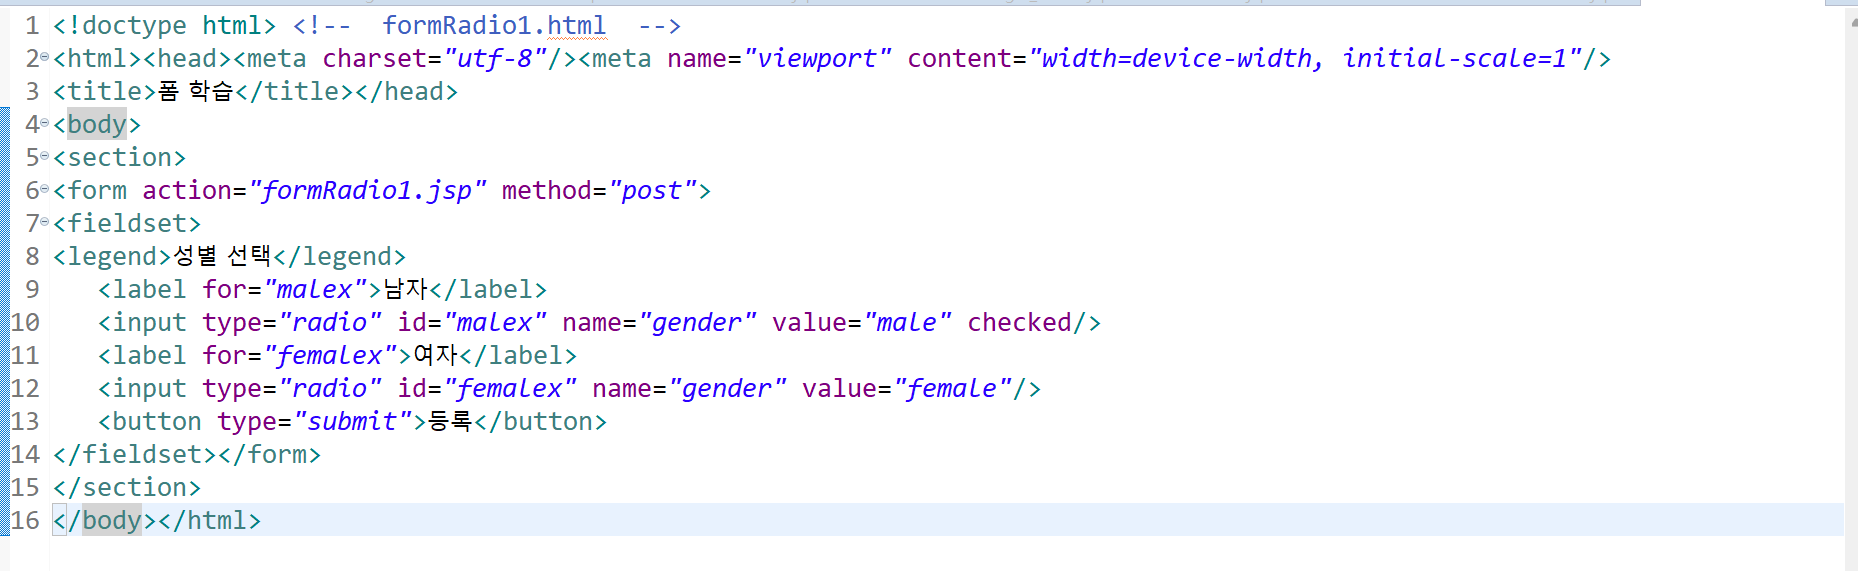 1 <!doctype html> <!--  formRadio1.html  -->
2 <html><head><meta charset="utf-8"/><meta name="viewport" content="width=device-width, initial-scale=1"/>
3 <title>폼 학습</title></head>
4 <body>
5 <section>
6 <form action="formRadio1.jsp" method="post">
7 <fieldset>
8 <legend>성별 선택</legend>
9    <label for="malex">남자</label>
10    <input type="radio" id="malex" name="gender" value="male" checked/>
11    <label for="femalex">여자</label>
12    <input type="radio" id="femalex" name="gender" value="female"/>
13    <button type="submit">등록</button>
14 </fieldset></form>
15 </section>
16 </body></html>